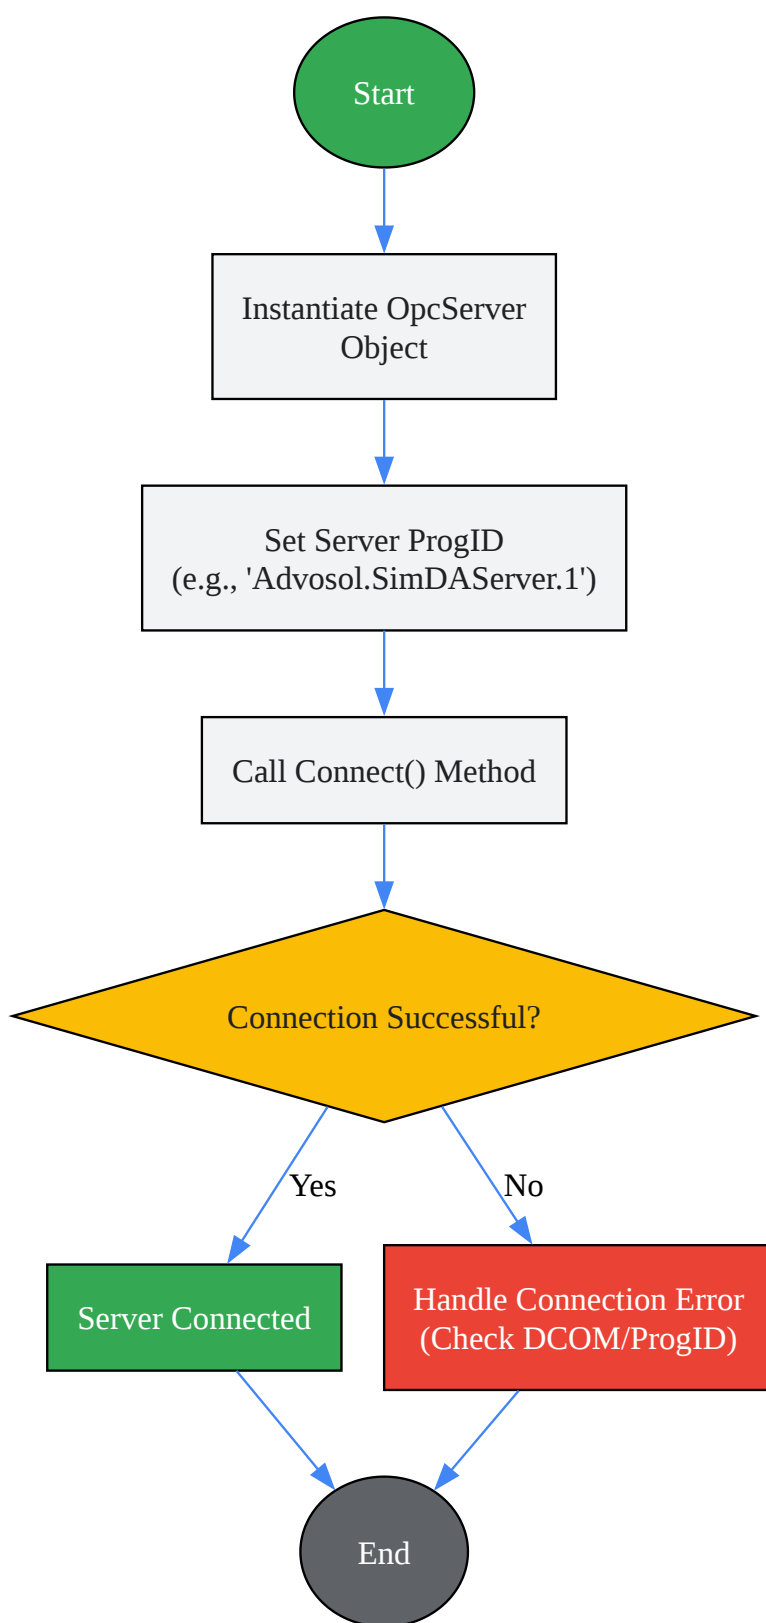 Start
Instantiate OpcServer
Object
Set Server ProgID
(e.g., 'Advosol.SimDAServer.1')
Call Connect() Method
Connection Successful?
Yes
No
Server Connected
Handle Connection Error
(Check DCOM/ProgID)
End